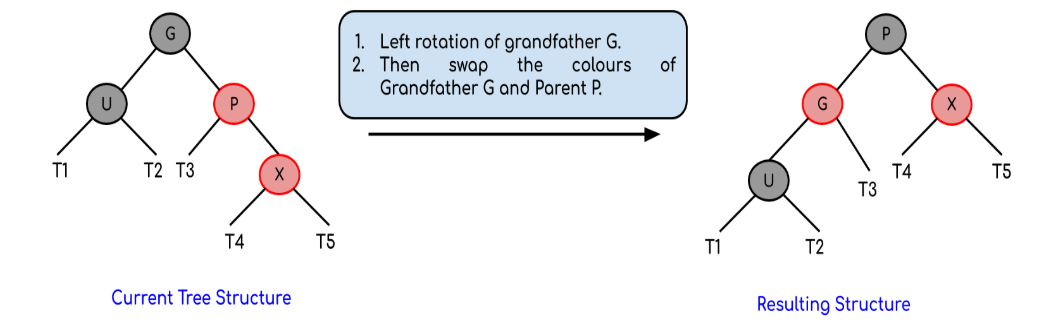 G
U
P
T1
T2
T3
X
T4
T5
Current Tree Structure
1. Left rotation of grandfather G.
2. Then swap the colours of
Grandfather G and Parent P.
P
G
X
T4
T5
U
T3
T1
T2
Resulting Structure